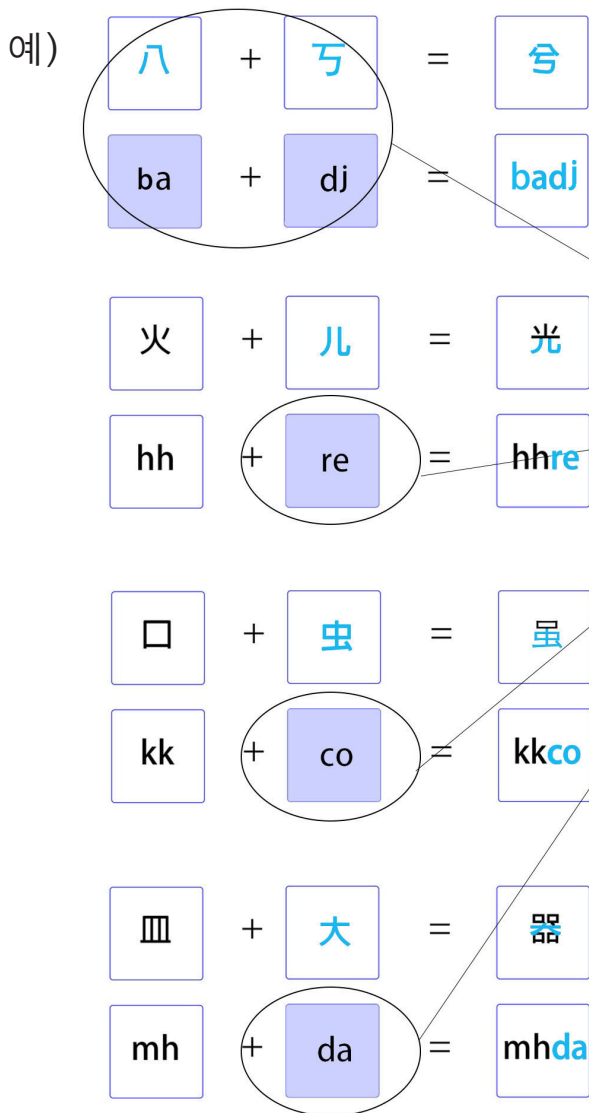 예) 八 + 丂 = 兮
ba + dj = badj
火 + 儿 = 光
hh + re = hhre
口 + 虫 = 虽
kk + co = kkco
皿 + 大 = 器
mh + da = mhda